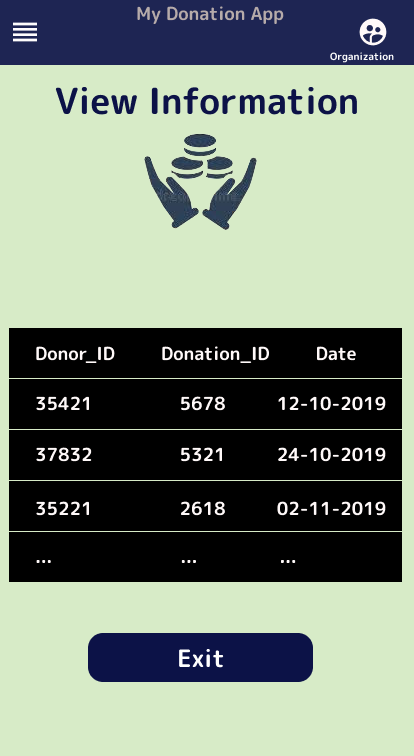 My Donation App
Organization
View Information
Donor_ID Donation_ID Date
35421 5678 12-10-2019
37832 5321 24-10-2019
35221 2618 02-11-2019
... ... ...
Exit